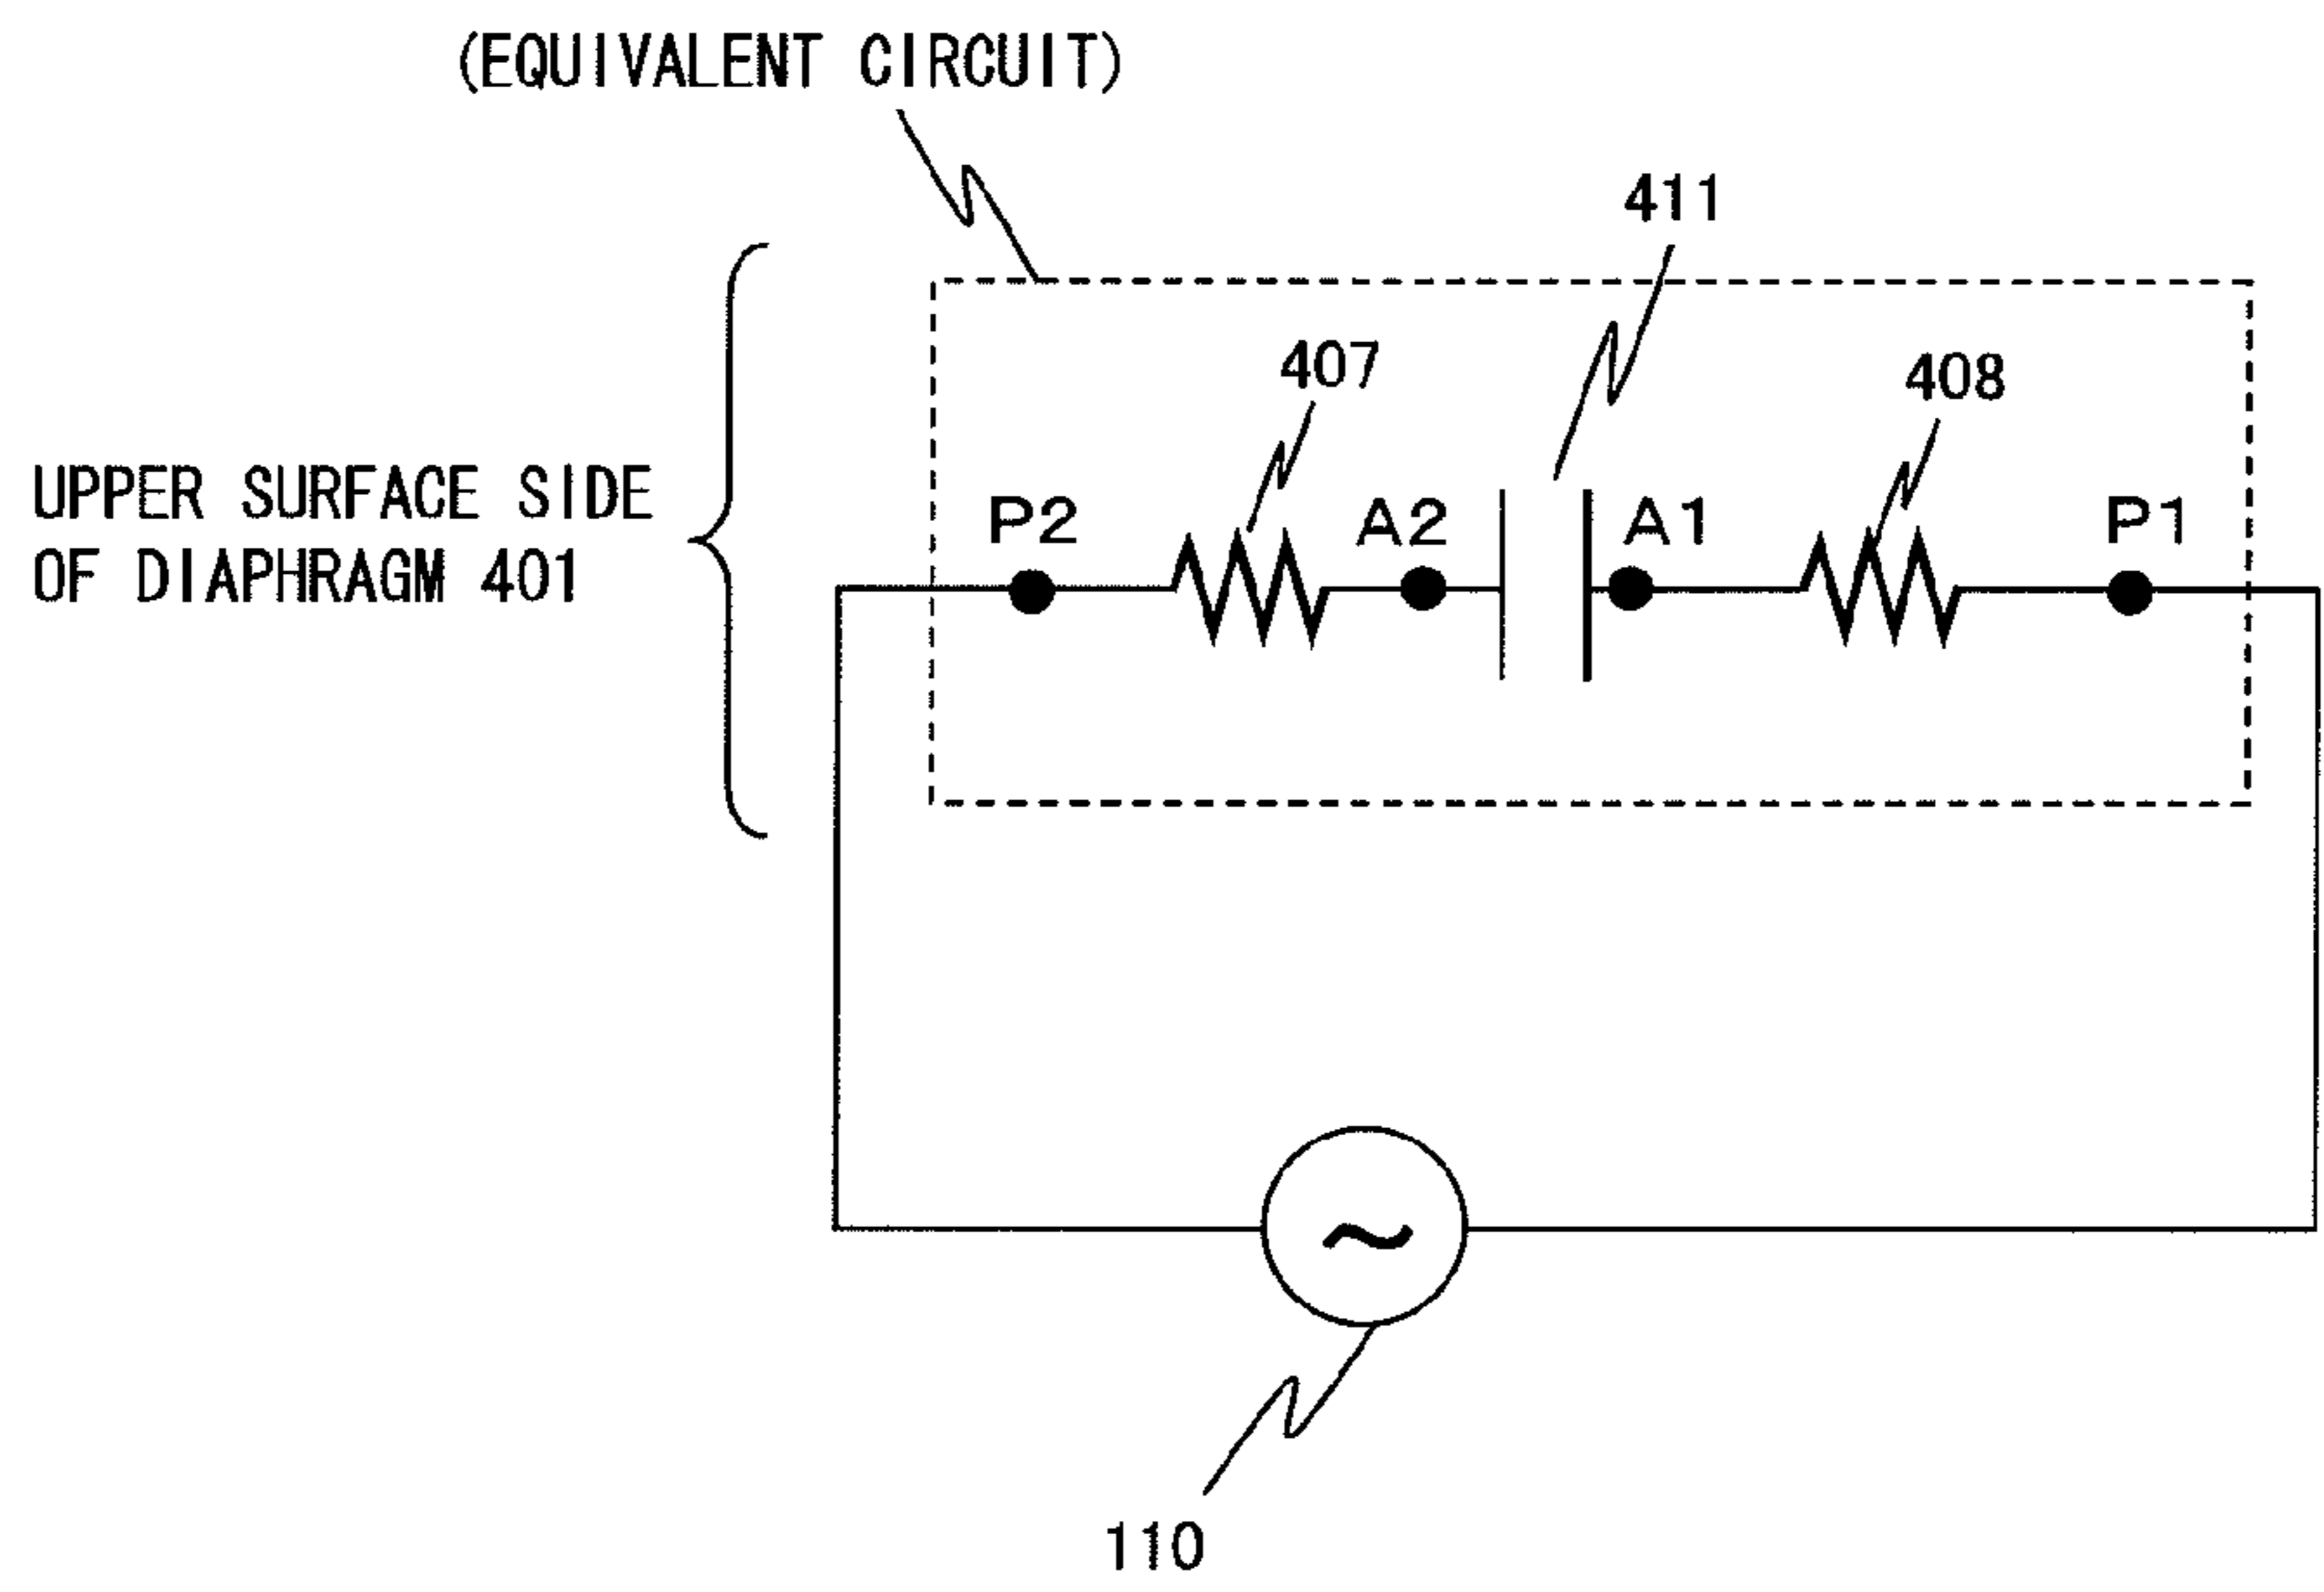 (EQUIVALENT CIRCUIT)
411
407
408
UPPER SURFACE SIDE
OF DIAPHRAGM 401
P2
A2
A1
P1
~
110